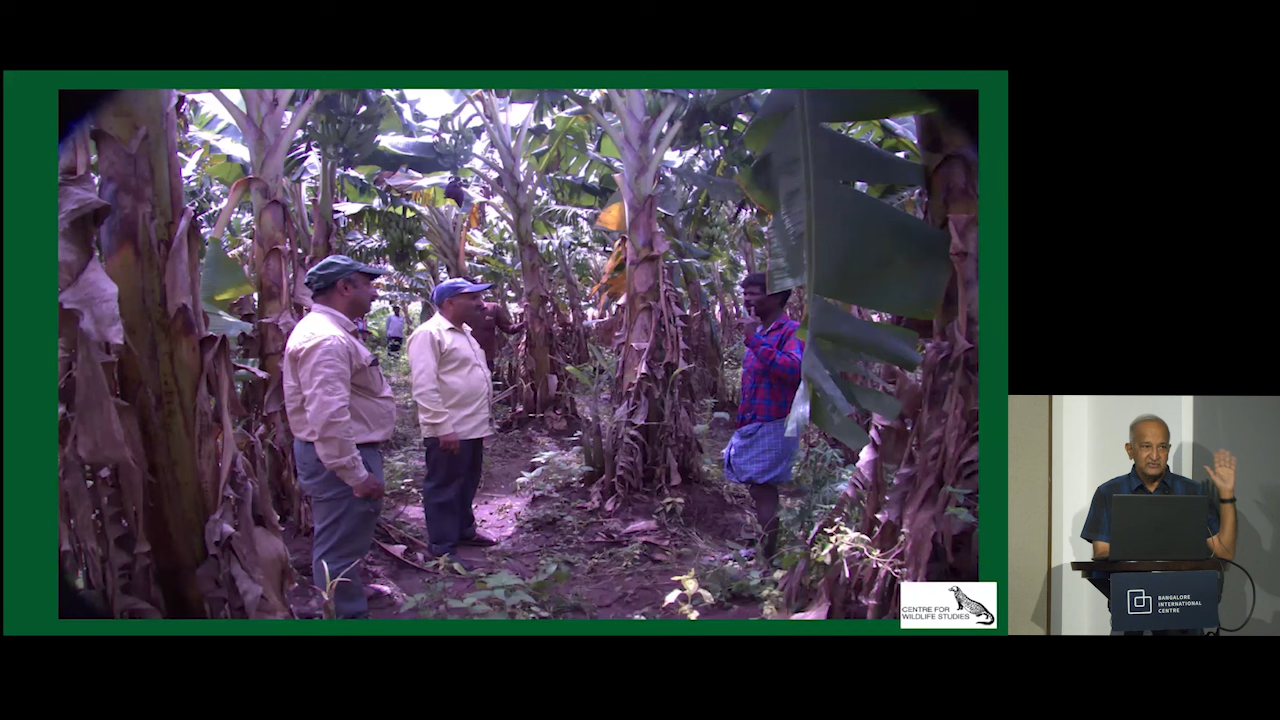 CENTRE FOR
WILDLIFE STUDIES
BANGALORE
INTERNATIONAL
CENTRE